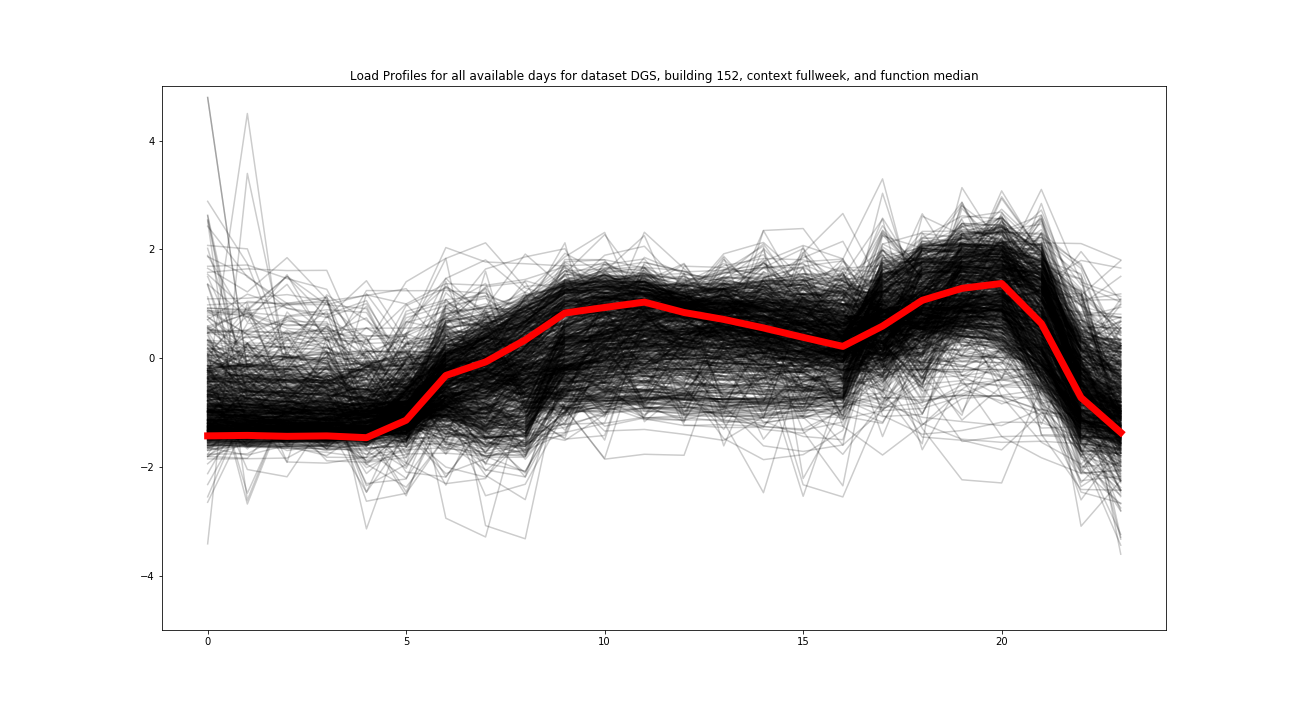 Load Profiles for all available days for dataset DGS, building 152, context fullweek, and function median
4
2
0
−2
−4
0 5 10 15 20